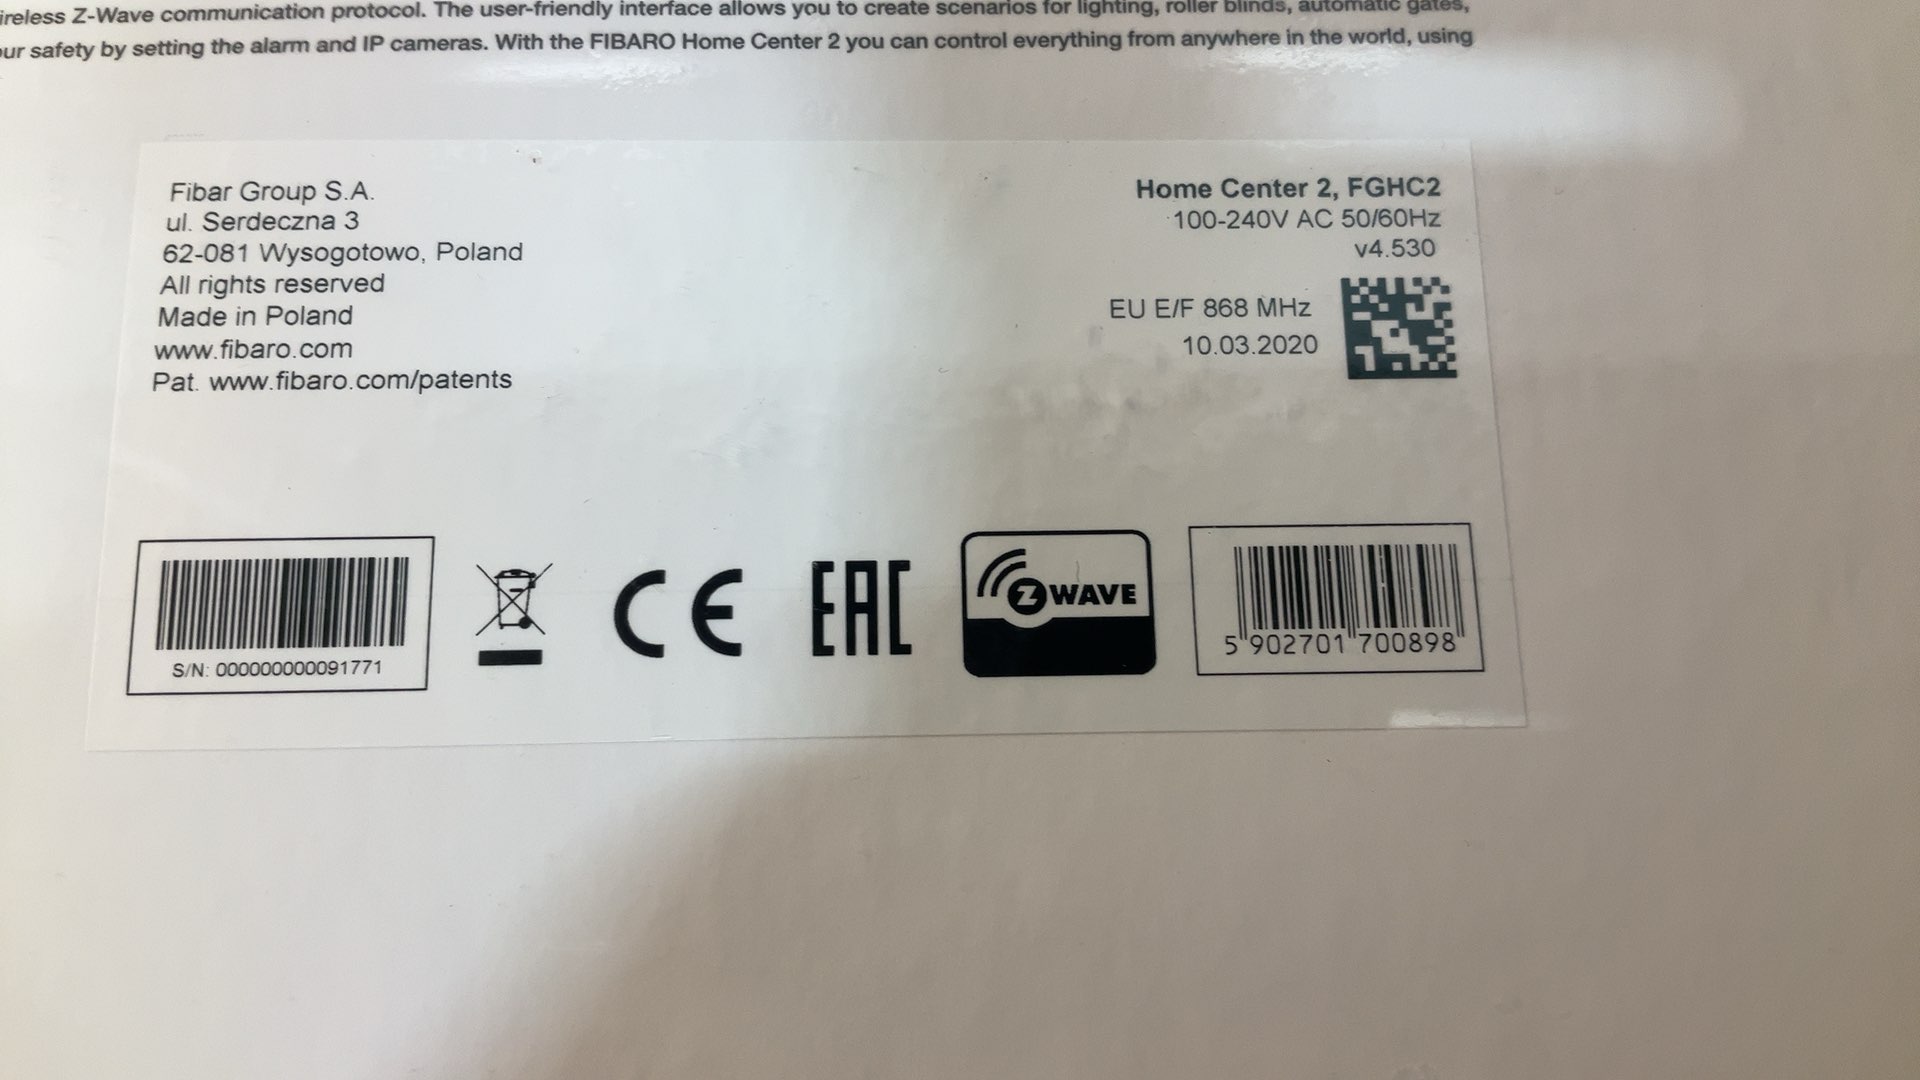 ireless Z-Wave communication protocol. The user-friendly interface allows you to create scenarios for lighting, roller blinds, automatic gates,
ur safety by setting the alarm and IP cameras. With the FIBARO Home Center 2 you can control everything from anywhere in the world, using
Fibar Group S.A.
ul. Serdeczna 3
62-081 Wysogotowo, Poland
All rights reserved
Made in Poland
www.fibaro.com
Pat. www.fibaro.com/patents
Home Center 2, FGHC2
100-240V AC 50/60Hz
v4.530
EU E/F 868 MHz
10.03.2020
S/N: 000000000091771
CE
EAC
Z WAVE
5 902701 700898